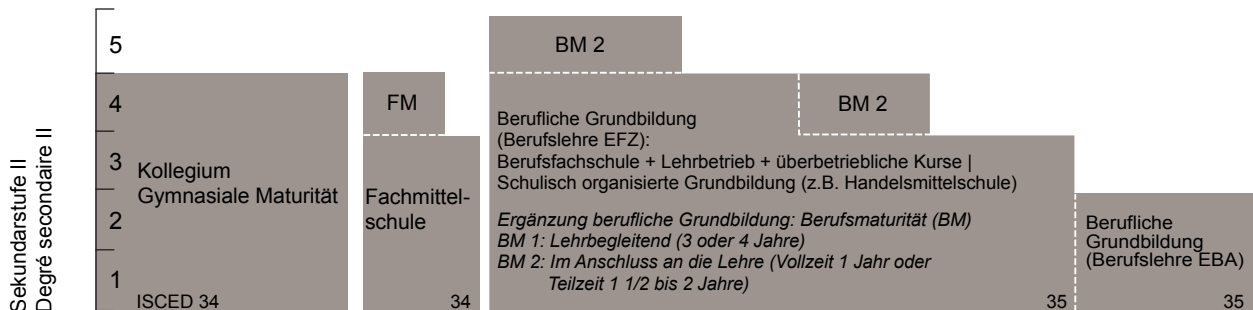 Sekundarstufe II
Degré secondaire II
5
4
3
2
1
Kollegium
Gymnasiale Maturität
ISCED 34
FM
Fachmittel-
schule
34
BM 2
BM 2
Berufliche Grundbildung
(Berufslehre EFZ):
Berufsfachschule + Lehrbetrieb + überbetriebliche Kurse |
Schulisch organisierte Grundbildung (z.B. Handelsmittelschule)
Ergänzung berufliche Grundbildung: Berufsmaturität (BM)
BM 1: Lehrbegleitend (3 oder 4 Jahre)
BM 2: Im Anschluss an die Lehre (Vollzeit 1 Jahr oder
Teilzeit 1 1/2 bis 2 Jahre)
35
Berufliche
Grundbildung
(Berufslehre EBA)
35